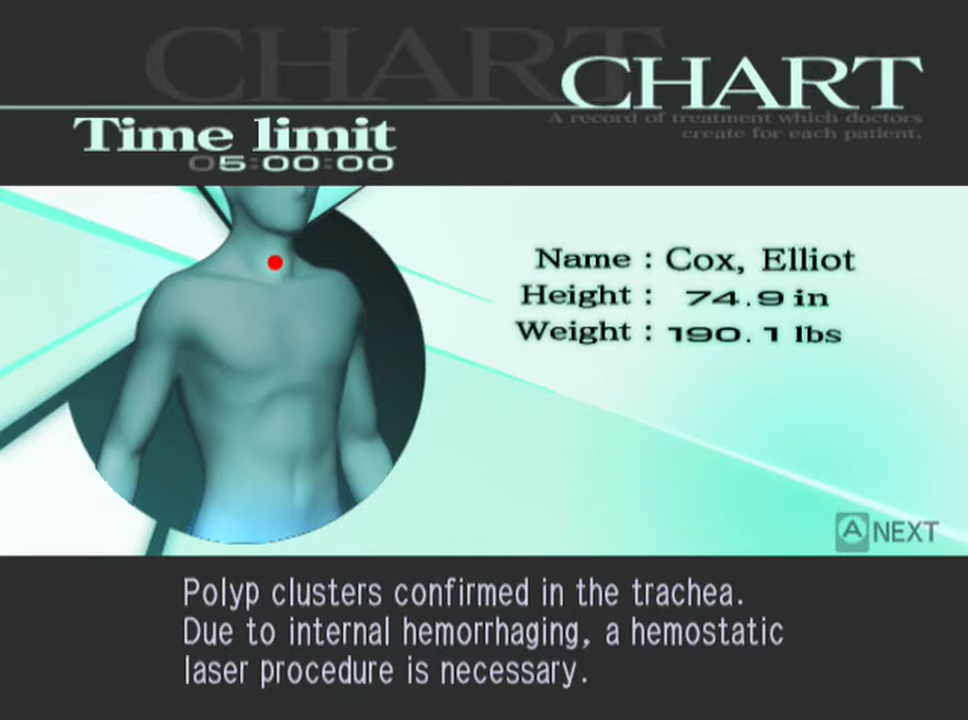 CHART
CHART
A record of treatment which doctors
create for each patient.
Time limit
05:00:00
Name : Cox, Elliot
Height : 74.9 in
Weight : 190.1 lbs
A NEXT
Polyp clusters confirmed in the trachea.
Due to internal hemorrhaging, a hemostatic
laser procedure is necessary.